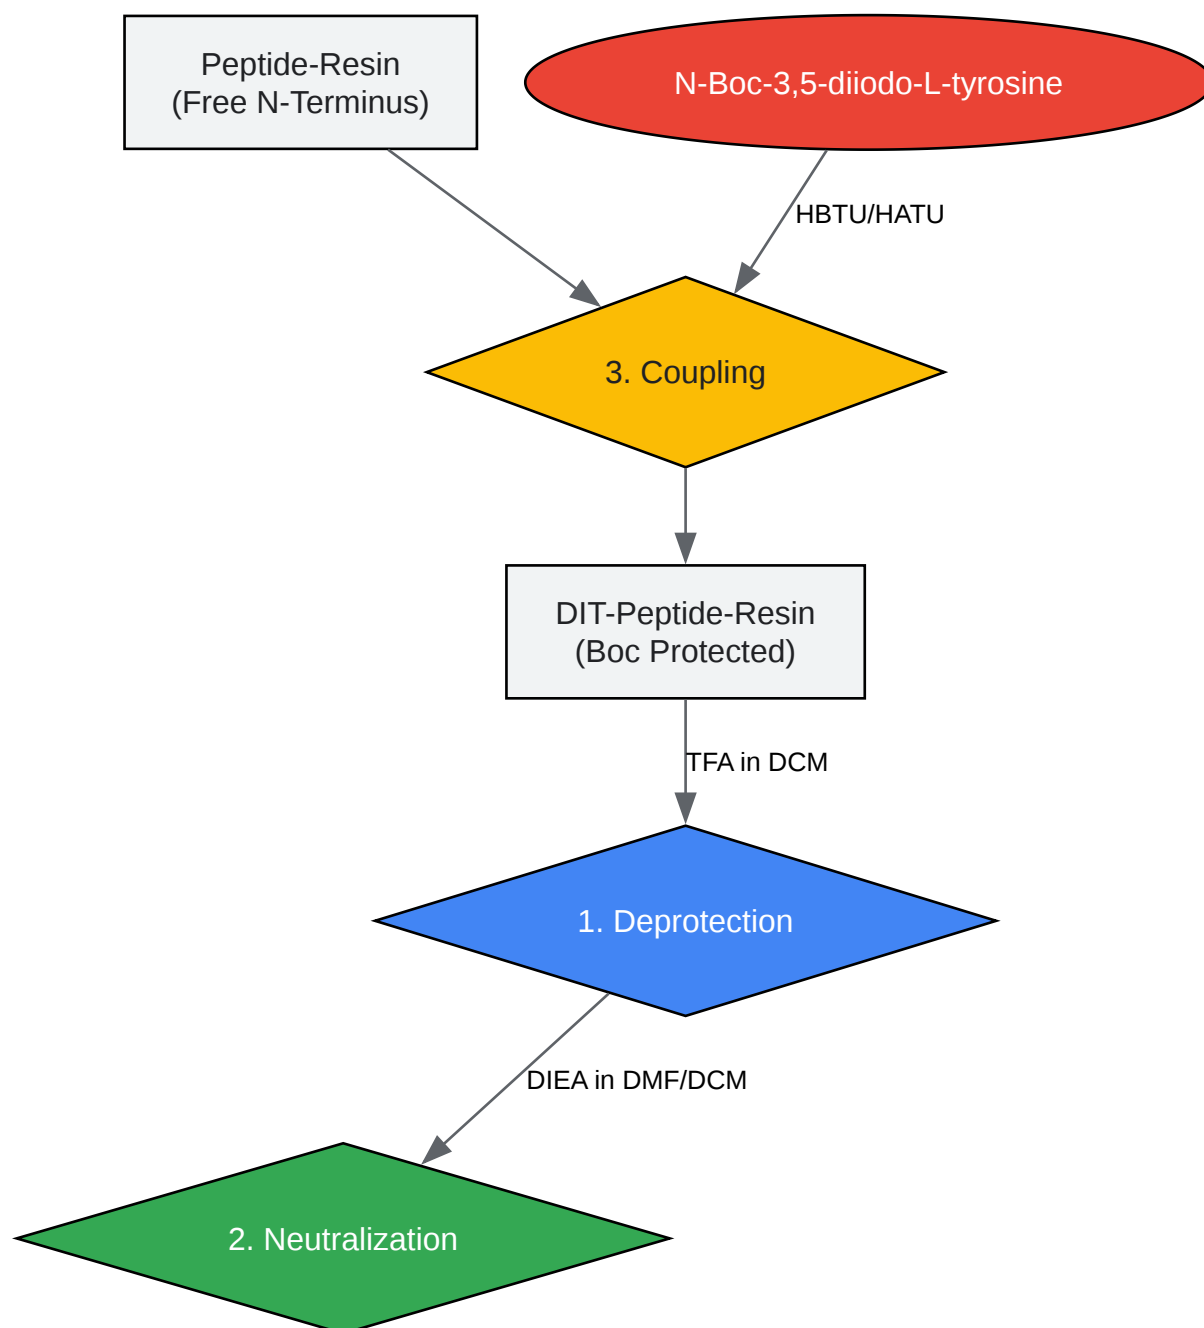 Peptide-Resin
(Free N-Terminus)
N-Boc-3,5-diiodo-L-tyrosine
HBTU/HATU
3. Coupling
DIT-Peptide-Resin
(Boc Protected)
TFA in DCM
1. Deprotection
DIEA in DMF/DCM
2. Neutralization